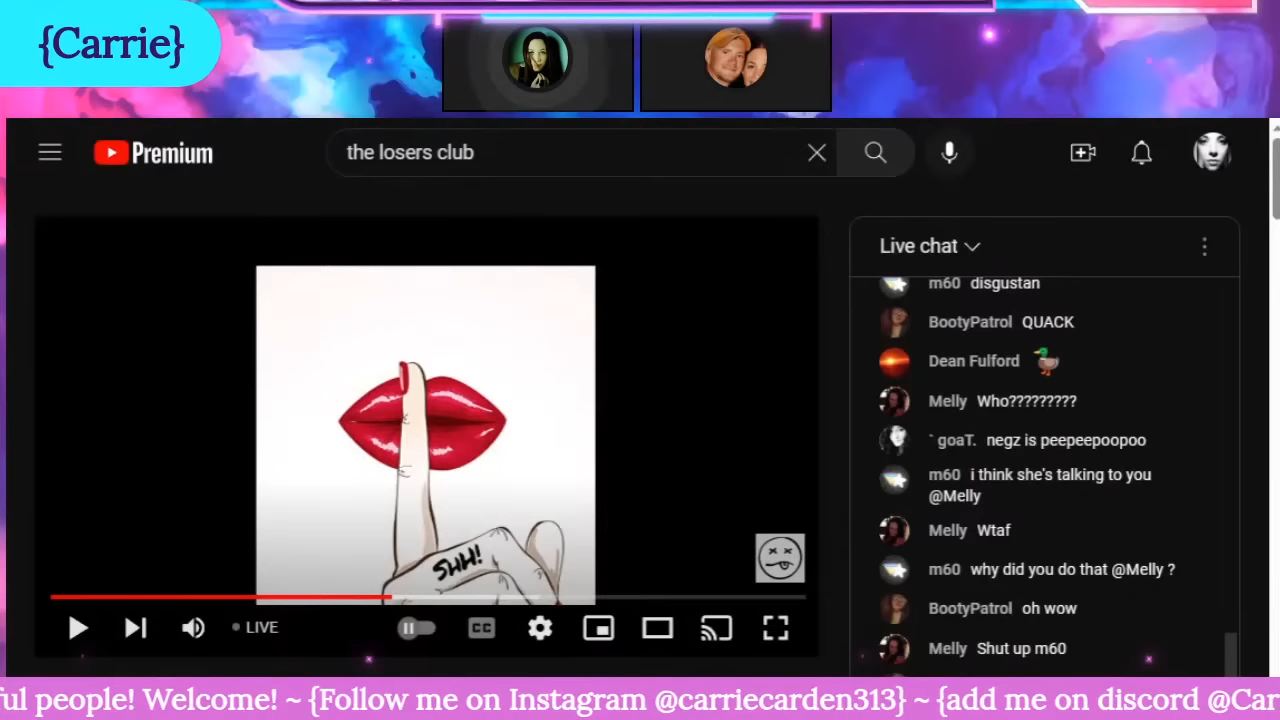 {Carrie}
Premium
the losers club
Live chat
m60 disgustan
BootyPatrol QUACK
Dean Fulford
Melly Who?????????
` goaT. negz is peepeepoopoo
m60 i think she's talking to you
@Melly
Melly Wtaf
m60 why did you do that @Melly ?
BootyPatrol oh wow
Melly Shut up m60
SHH!
LIVE
CC
ful people! Welcome! ~ {Follow me on Instagram @carriecarden313} ~ {add me on discord @Car